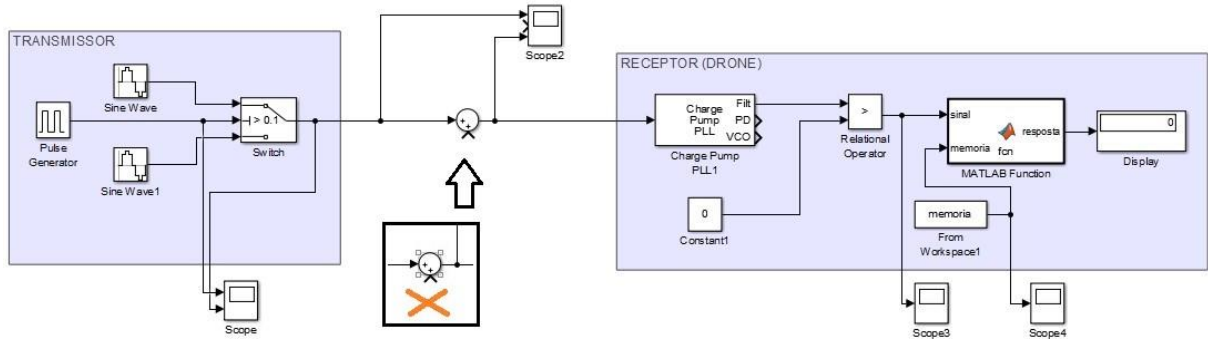 TRANSMISSOR
Sine Wave
Pulse
Generator
> 0.1
Switch
Sine Wave1
Scope
Scope2
+
+
+
+
RECEPTOR (DRONE)
Charge
Pump
PLL
Filt
PD
VCO
Charge Pump
PLL1
0
Constant1
>
Relational
Operator
sinal
memoria
fcn
resposta
MATLAB Function
0
Display
memoria
From
Workspace1
Scope3
Scope4